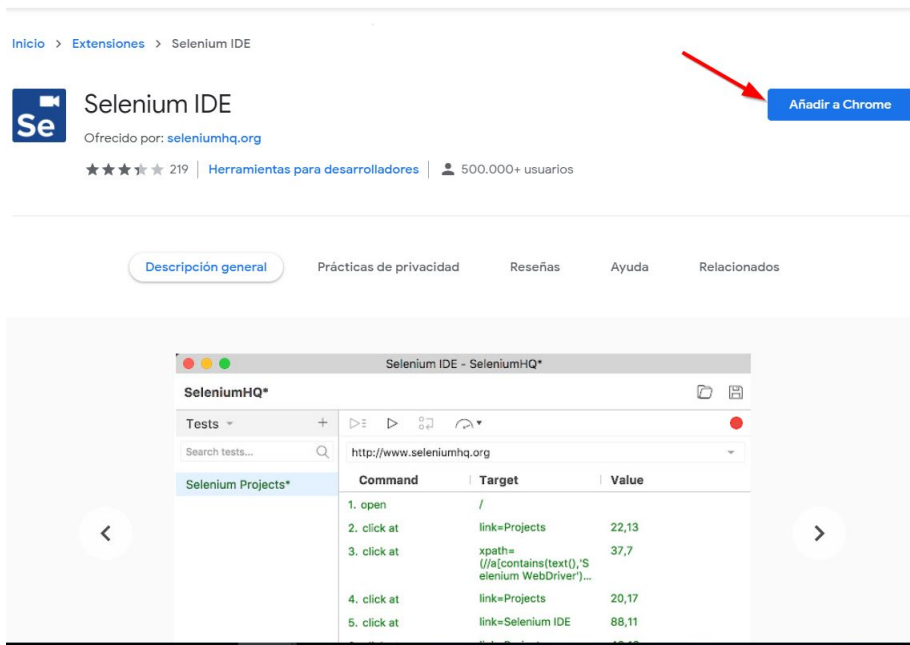 Inicio > Extensiones > Selenium IDE
Se
Selenium IDE
Añadir a Chrome
Ofrecido por: seleniumhq.org
219 | Herramientas para desarrolladores | 500.000+ usuarios
Descripción general Prácticas de privacidad Reseñas Ayuda Relacionados
Selenium IDE - SeleniumHQ*
SeleniumHQ*
Tests
Search tests...
http://www.seleniumhq.org
Selenium Projects*
Command Target Value
1. open /
2. click at link=Projects 22,13
3. click at xpath= 37,7
(//a[contains(text(),'S
elenium WebDriver')...
4. click at link=Projects 20,17
5. click at link=Selenium IDE 88,11